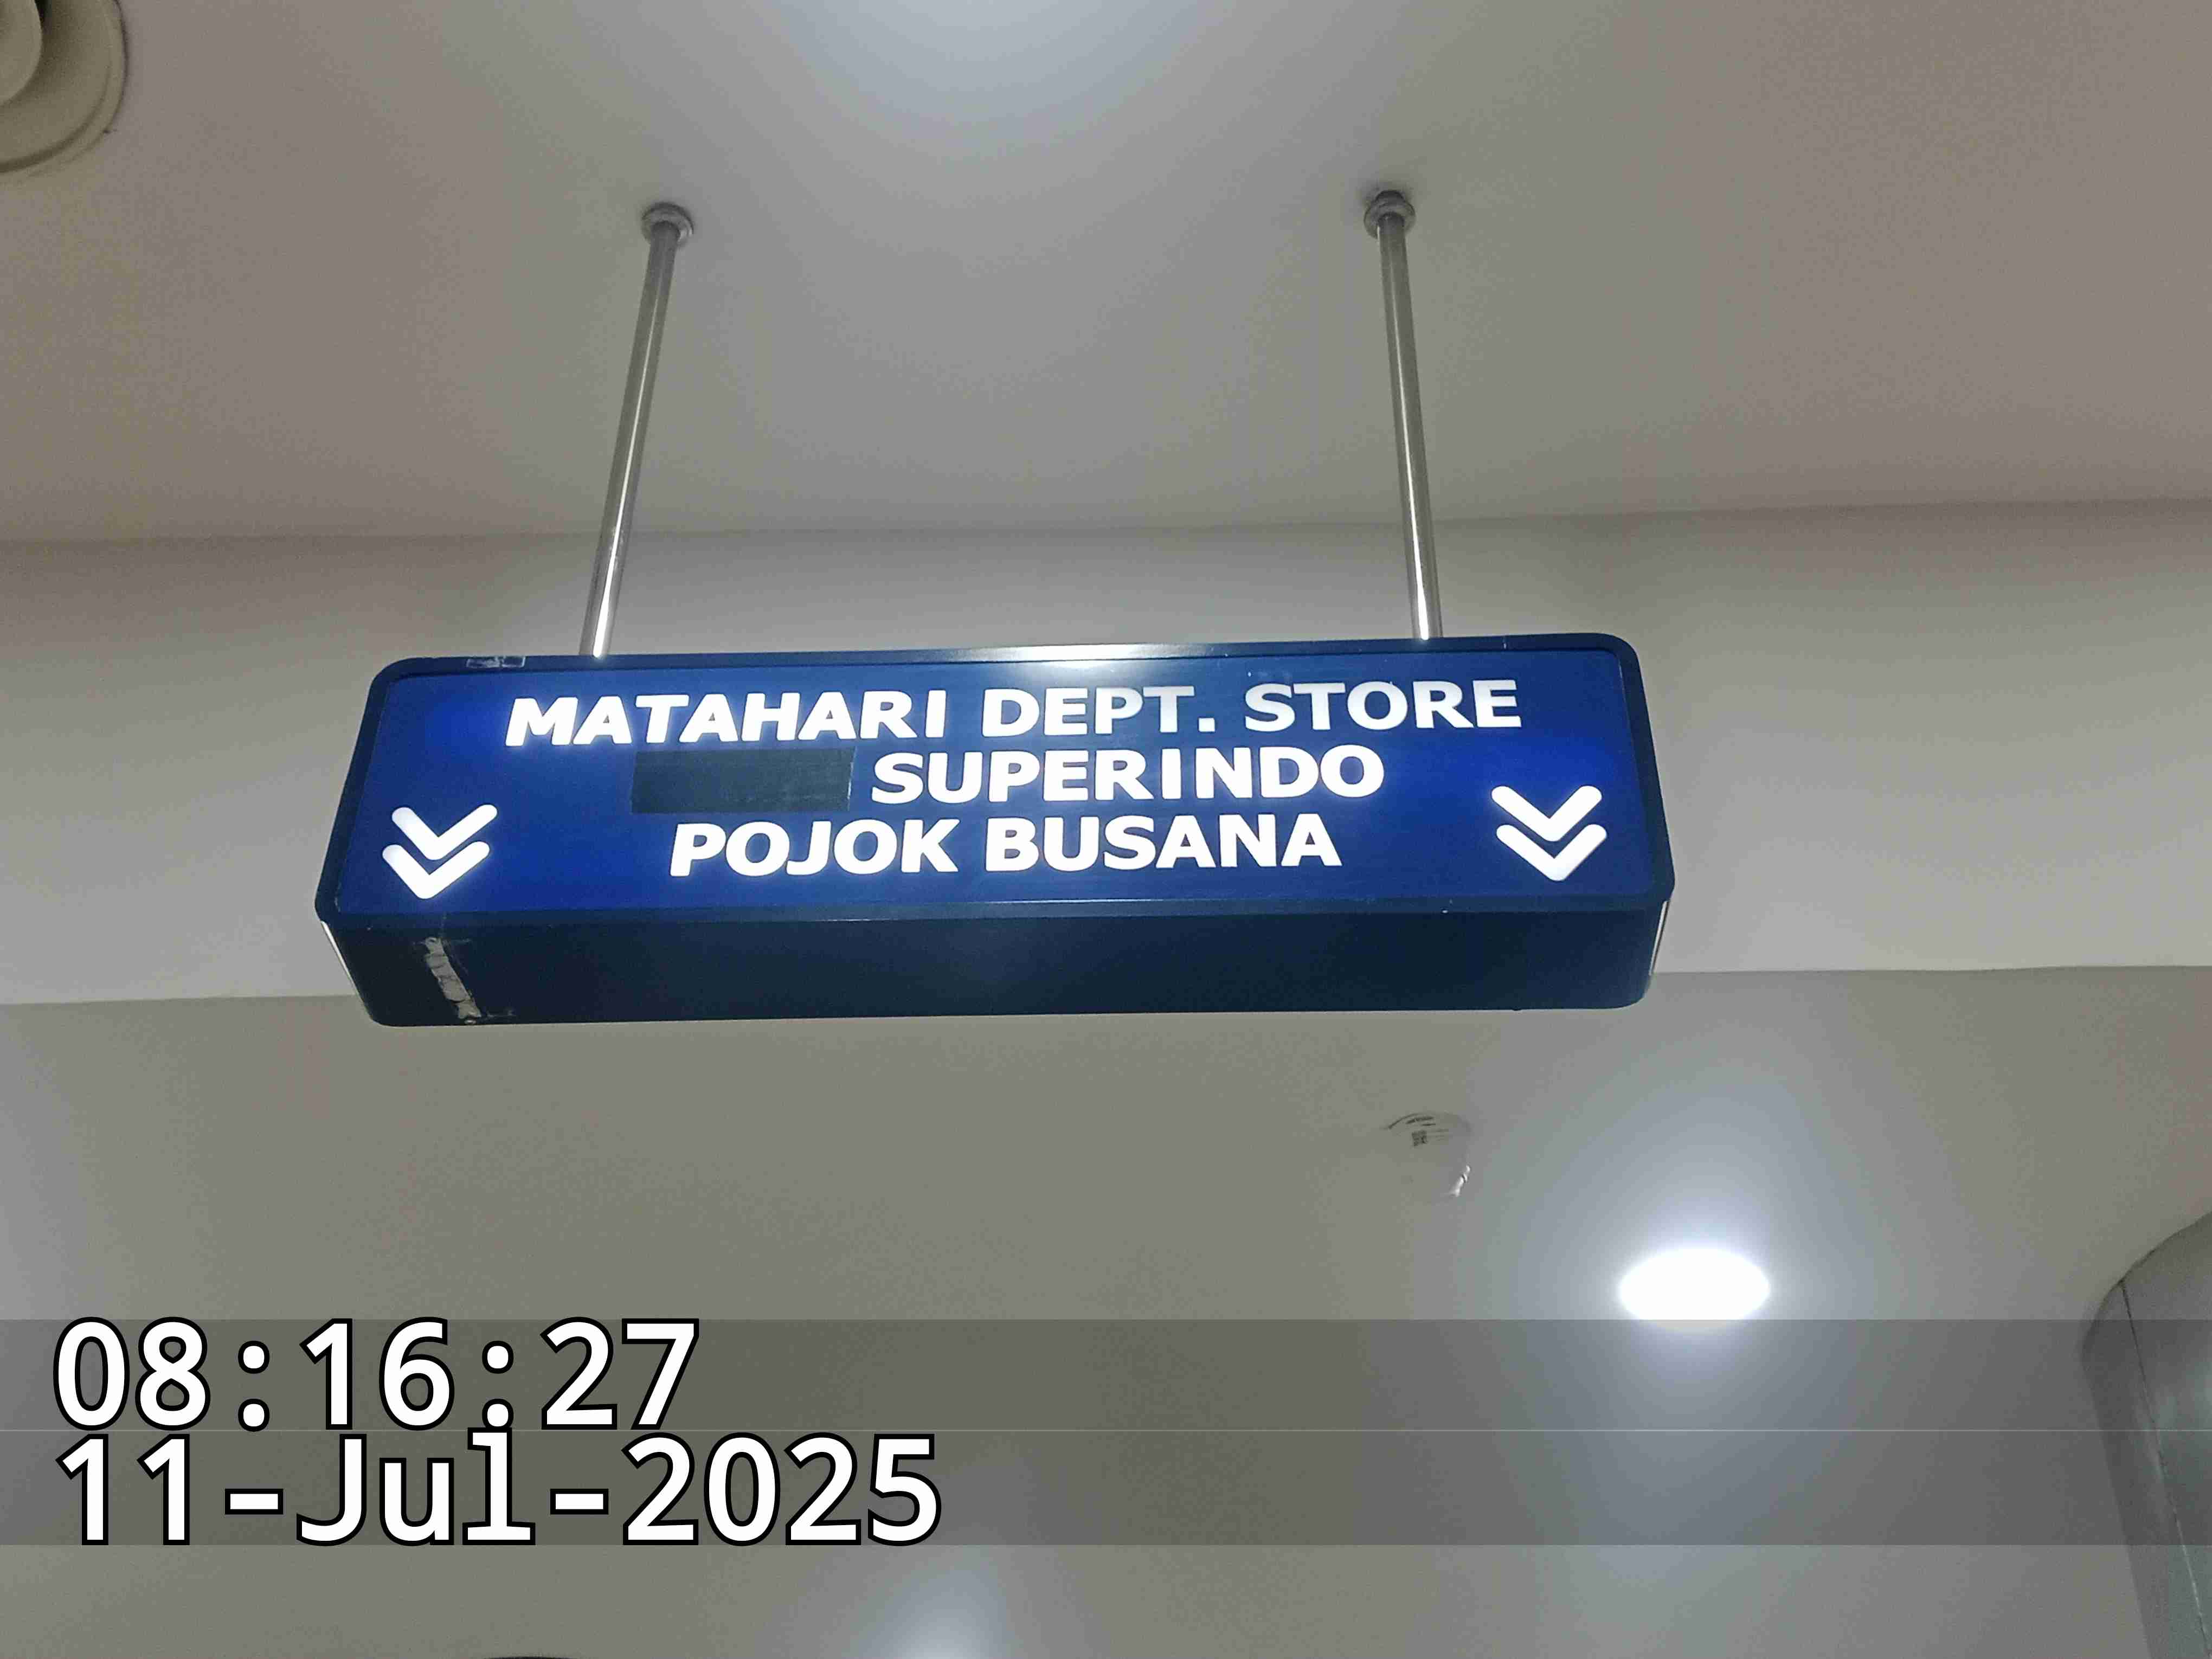 MATAHARI DEPT. STORE
SUPERINDO
POJOK BUSANA
08:16:27
11-Jul-2025